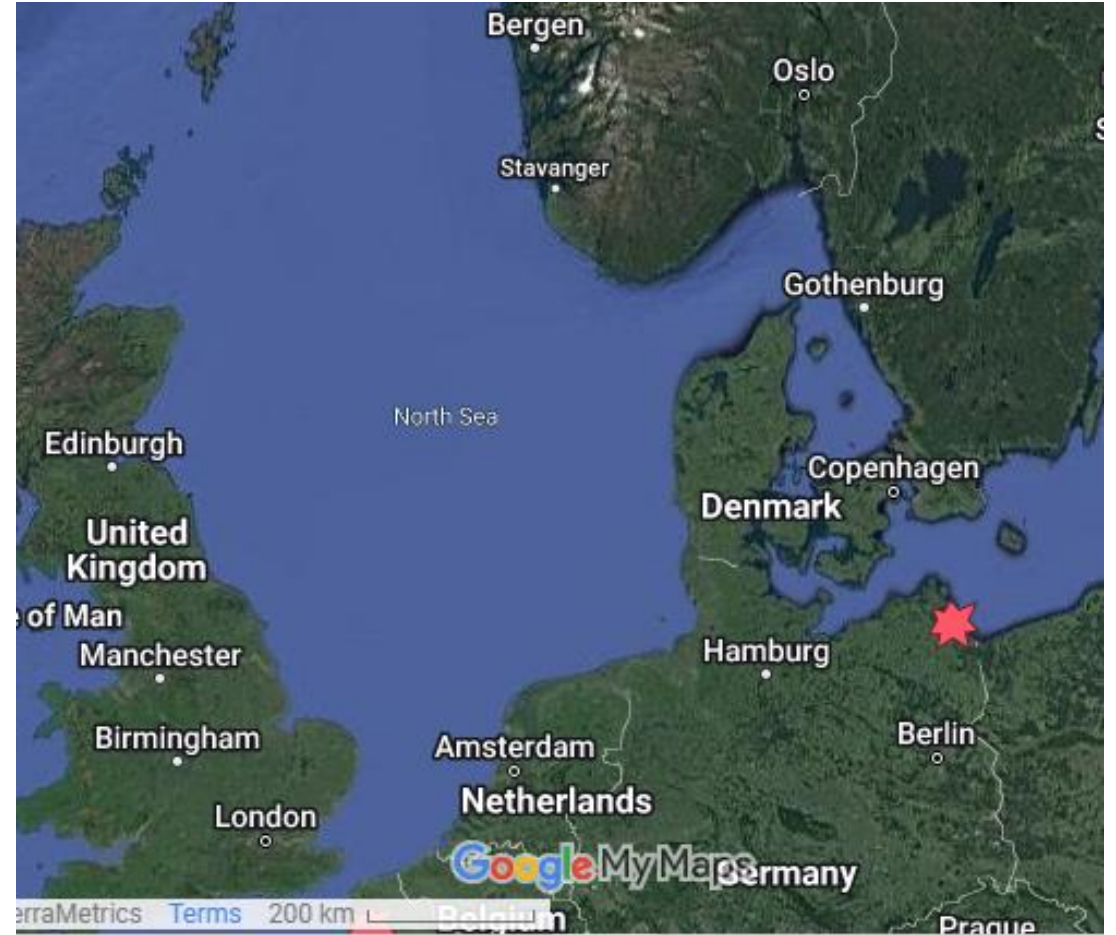 Bergen
Oslo
Stavanger
Gothenburg
North Sea
Edinburgh
Copenhagen
Denmark
United
Kingdom
e of Man
Manchester
Hamburg
Birmingham
Berlin
Amsterdam
Netherlands
London
Google My Maps
Germany
erraMetrics Terms 200 km
Belgium
Prague